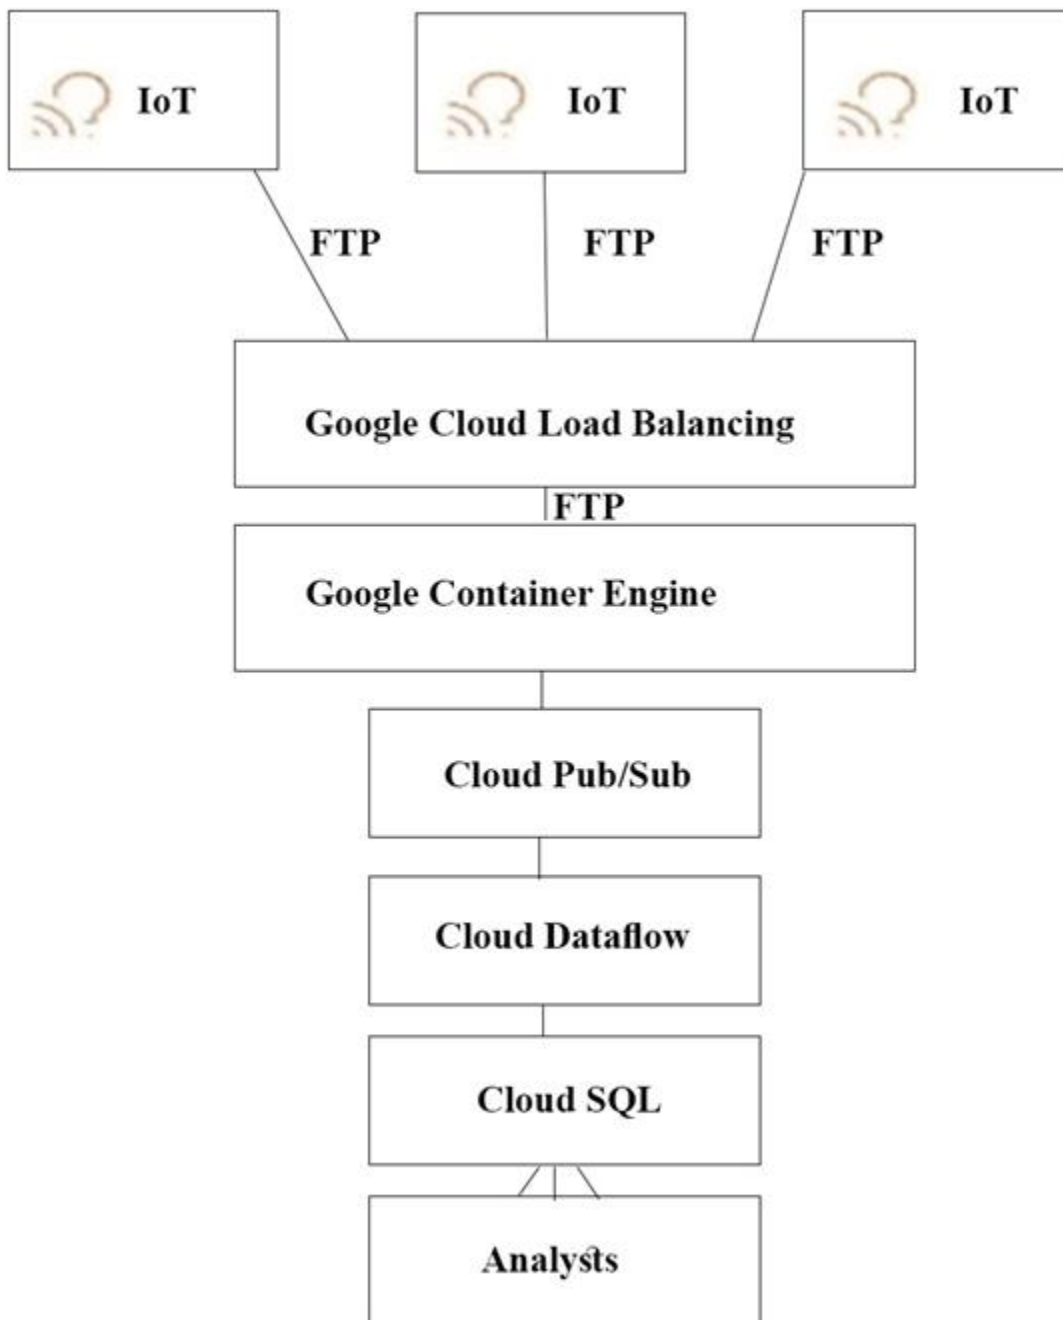 IoT
IoT
IoT
FTP
FTP
FTP
Google Cloud Load Balancing
FTP
Google Container Engine
Cloud Pub/Sub
Cloud Dataflow
Cloud SQL
Analysts